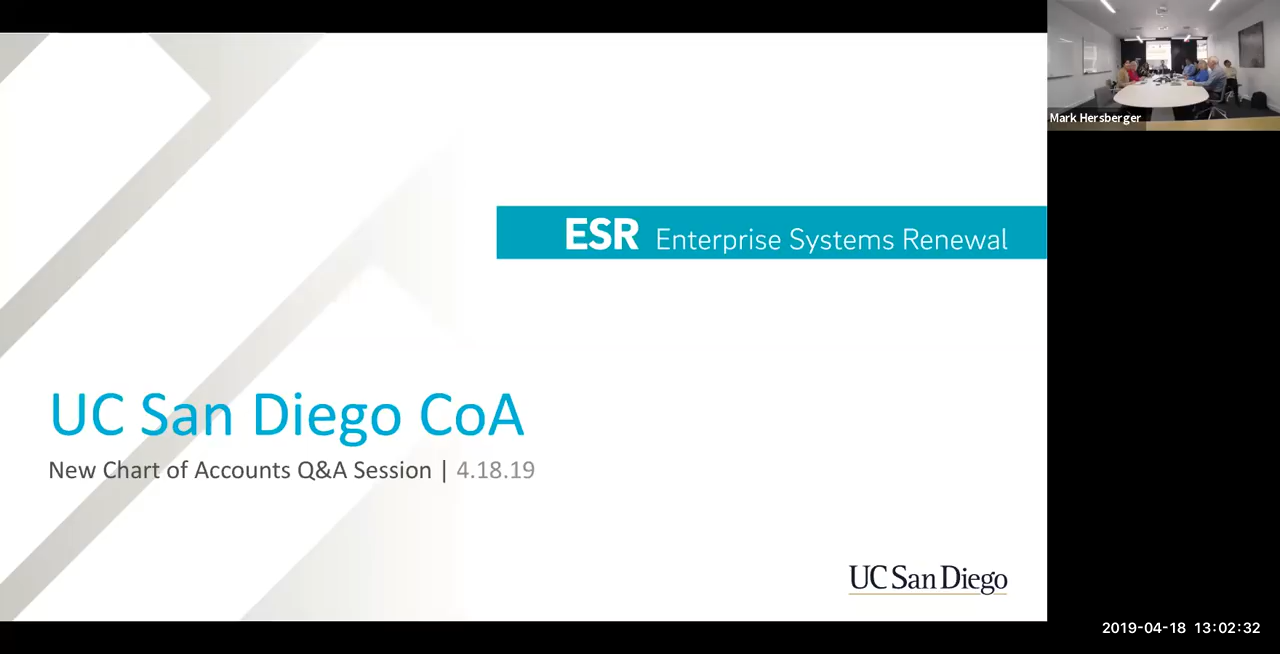 Mark Hersberger
ESR Enterprise Systems Renewal
UC San Diego CoA
New Chart of Accounts Q&A Session | 4.18.19
UC San Diego
2019-04-18 13:02:32